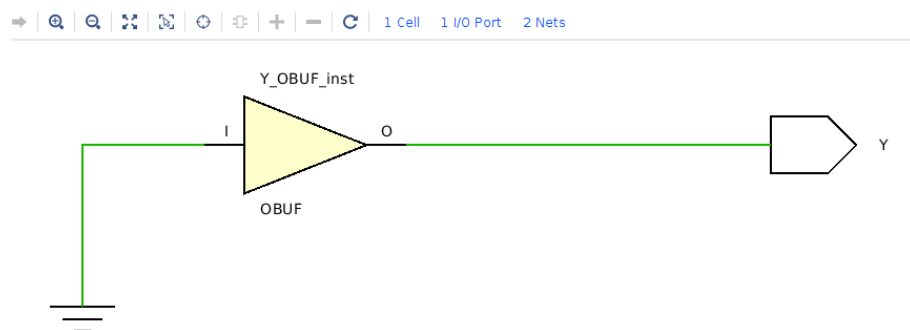 1 Cell 1 I/O Port 2 Nets
Y_OBUF_inst
I O
Y
OBUF